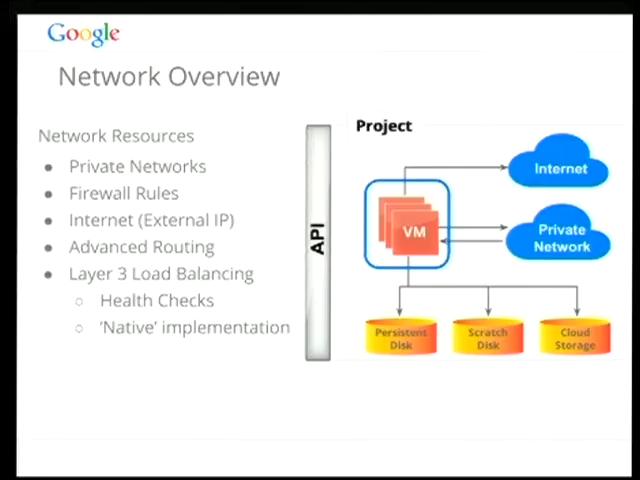 Google
Network Overview
Network Resources
● Private Networks
● Firewall Rules
● Internet (External IP)
● Advanced Routing
● Layer 3 Load Balancing
○ Health Checks
○ ‘Native’ implementation
API
Project
Internet
VM
Private
Network
Persistent
Disk
Scratch
Disk
Cloud
Storage